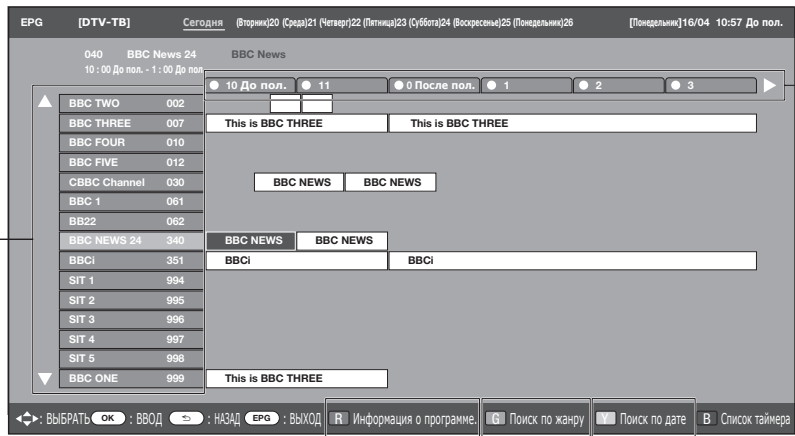 EPG [DTV-TB] Сегодня (Вторник)20 (Среда)21 (Четверг)22 (Пятница)23 (Суббота)24 (Воскресенье)25 (Понедельник)26 [Понедельник]16/04 10:57 До пол.
040 BBC News 24 BBC News
10 : 00 До пол. - 1 : 00 До пол
10 До пол. 11 0 После пол. 1 2 3
BBC TWO 002
BBC THREE 007 This is BBC THREE This is BBC THREE
BBC FOUR 010
BBC FIVE 012
CBBC Channel 030 BBC NEWS BBC NEWS
BBC 1 061
BB22 062
BBC NEWS 24 340 BBC NEWS BBC NEWS
BBCi 351 BBCi BBCi
SIT 1 994
SIT 2 995
SIT 3 996
SIT 4 997
SIT 5 998
BBC ONE 999 This is BBC THREE
: ВЫБРАТЬ OK : ВВОД : НАЗАД EPG : ВЫХОД R Информация о программе. G Поиск по жанру Y Поиск по дате B Список таймера